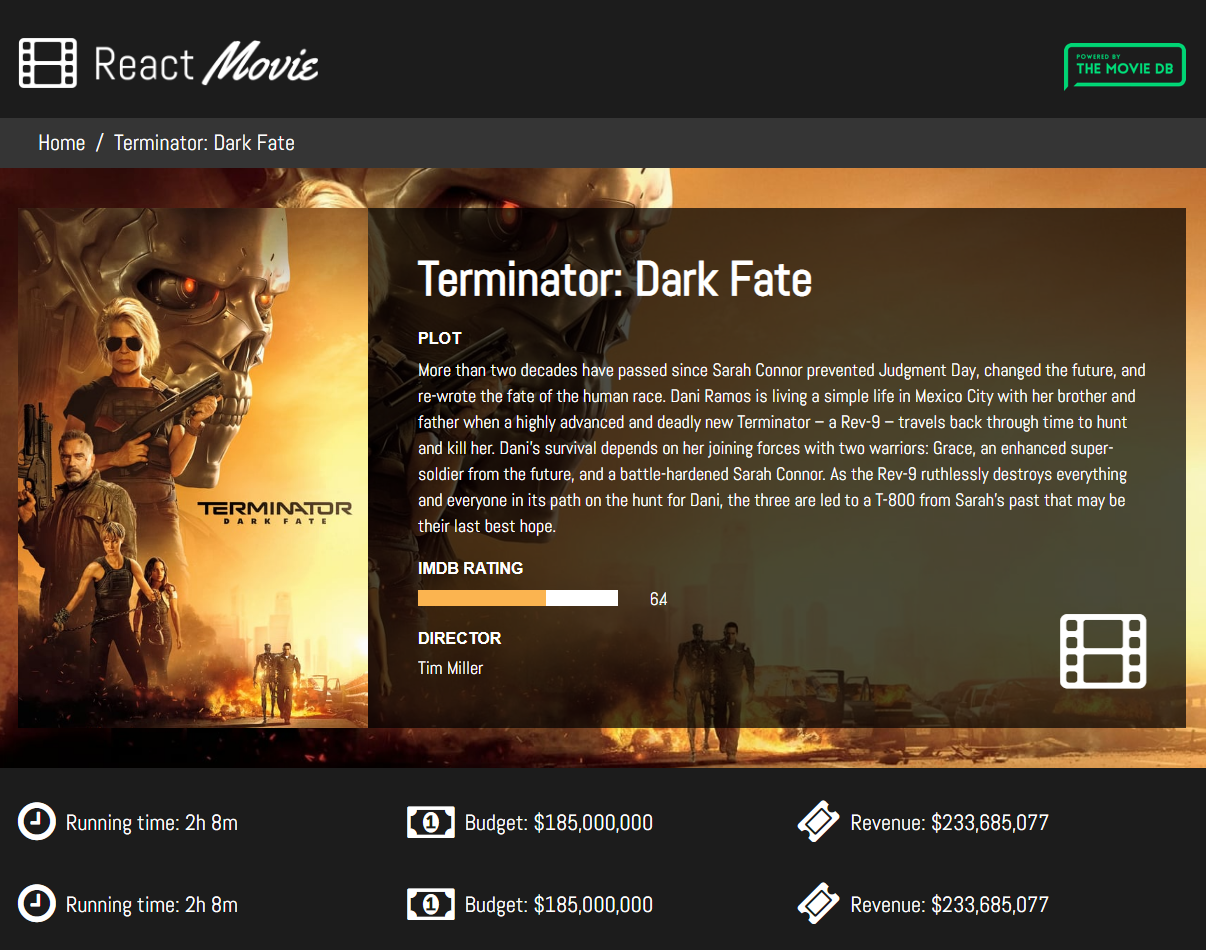 React Movie
POWERED BY
THE MOVIE DB
Home / Terminator: Dark Fate
TERMINATOR
DARK FATE
Terminator: Dark Fate
PLOT
More than two decades have passed since Sarah Connor prevented Judgment Day, changed the future, and
re-wrote the fate of the human race. Dani Ramos is living a simple life in Mexico City with her brother and
father when a highly advanced and deadly new Terminator – a Rev-9 – travels back through time to hunt
and kill her. Dani's survival depends on her joining forces with two warriors: Grace, an enhanced super-
soldier from the future, and a battle-hardened Sarah Connor. As the Rev-9 ruthlessly destroys everything
and everyone in its path on the hunt for Dani, the three are led to a T-800 from Sarah's past that may be
their last best hope.
IMDB RATING
6.4
DIRECTOR
Tim Miller
Running time: 2h 8m
1
Budget: $185,000,000
Revenue: $233,685,077
Running time: 2h 8m
1
Budget: $185,000,000
Revenue: $233,685,077